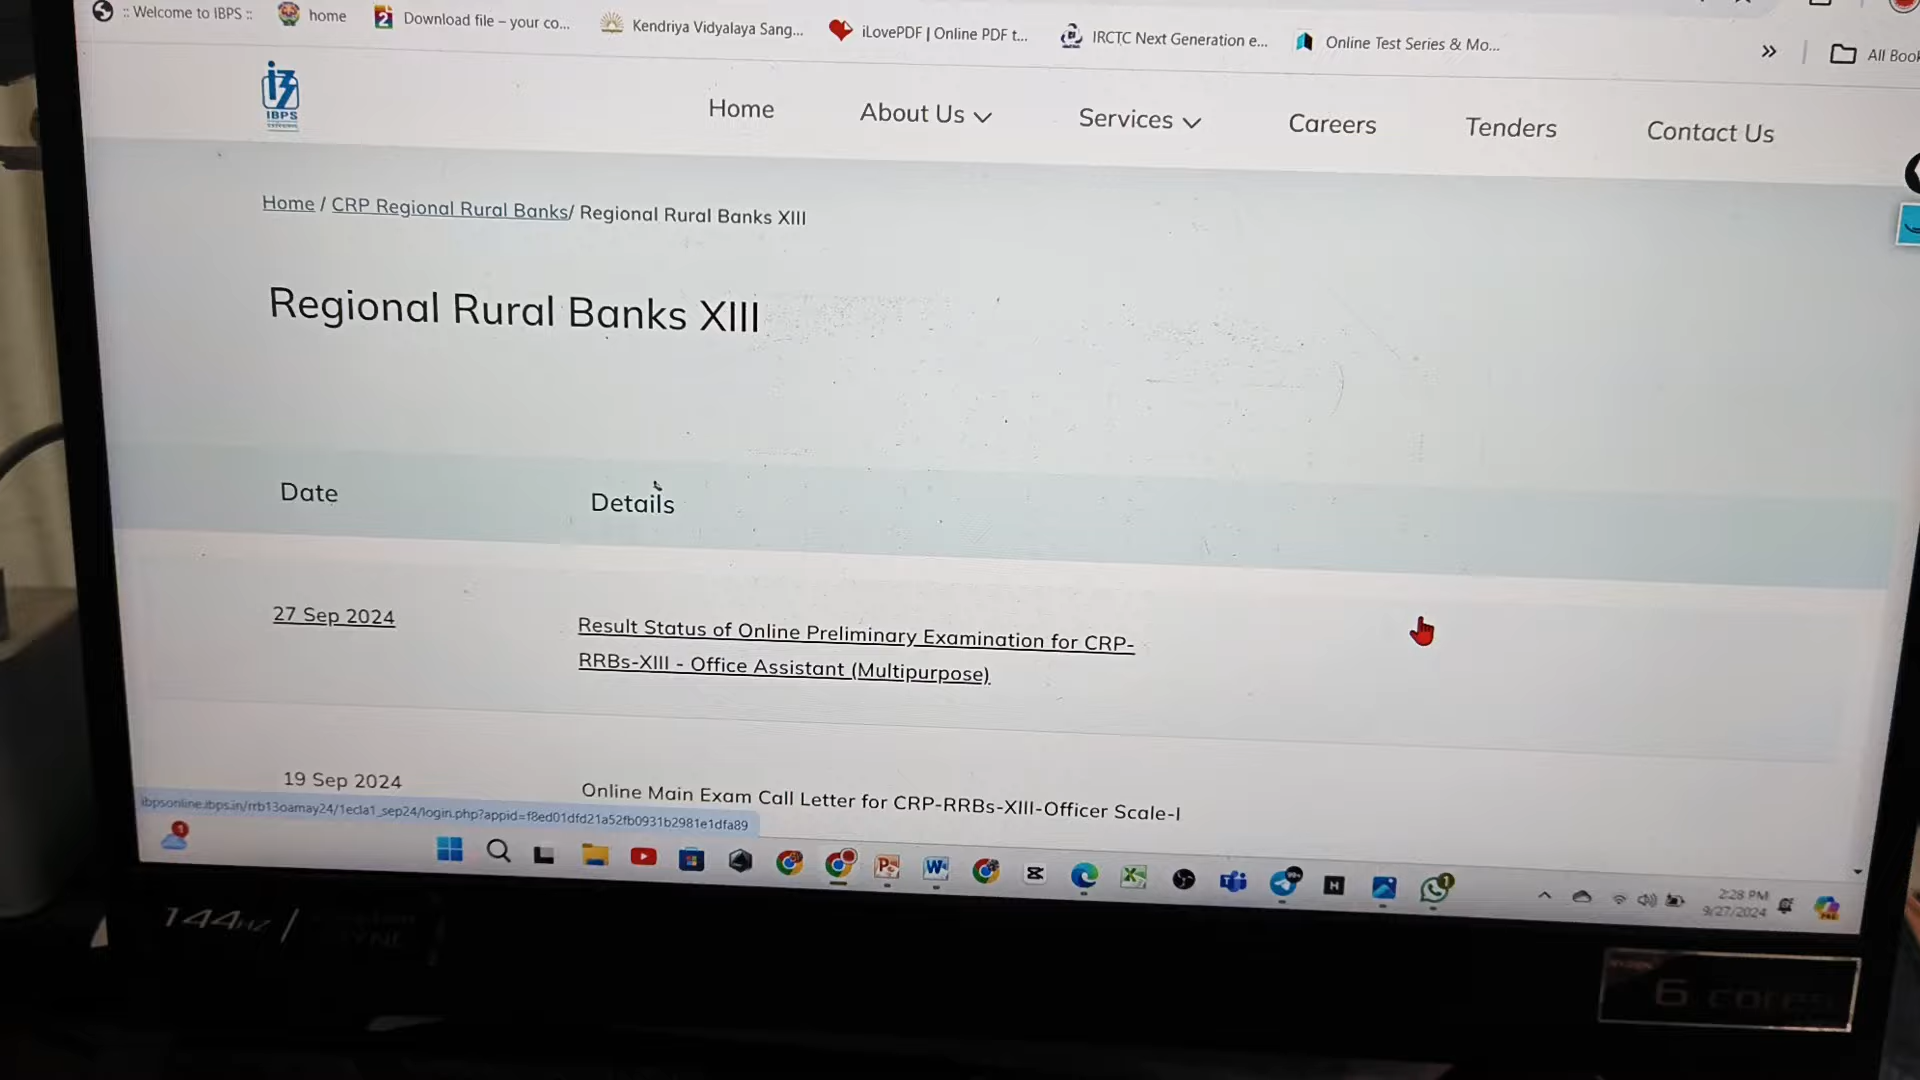 :: Welcome to IBPS :: home Download file – your co... Kendriya Vidyalaya Sang... iLovePDF | Online PDF t... IRCTC Next Generation e... Online Test Series & Mo... » All Book
IBPS
Home About Us Services Careers Tenders Contact Us
Home / CRP Regional Rural Banks/ Regional Rural Banks XIII
Regional Rural Banks XIII
Date Details
27 Sep 2024 Result Status of Online Preliminary Examination for CRP-
RRBs-XIII - Office Assistant (Multipurpose)
19 Sep 2024 Online Main Exam Call Letter for CRP-RRBs-XIII-Officer Scale-I
ibpsonline.ibps.in/rrb13oamay24/1ecla1_sep24/login.php?appid=f8ed01dfd21a52fb0931b2981e1dfa89
2:28 PM
9/27/2024
144Hz
6 cores